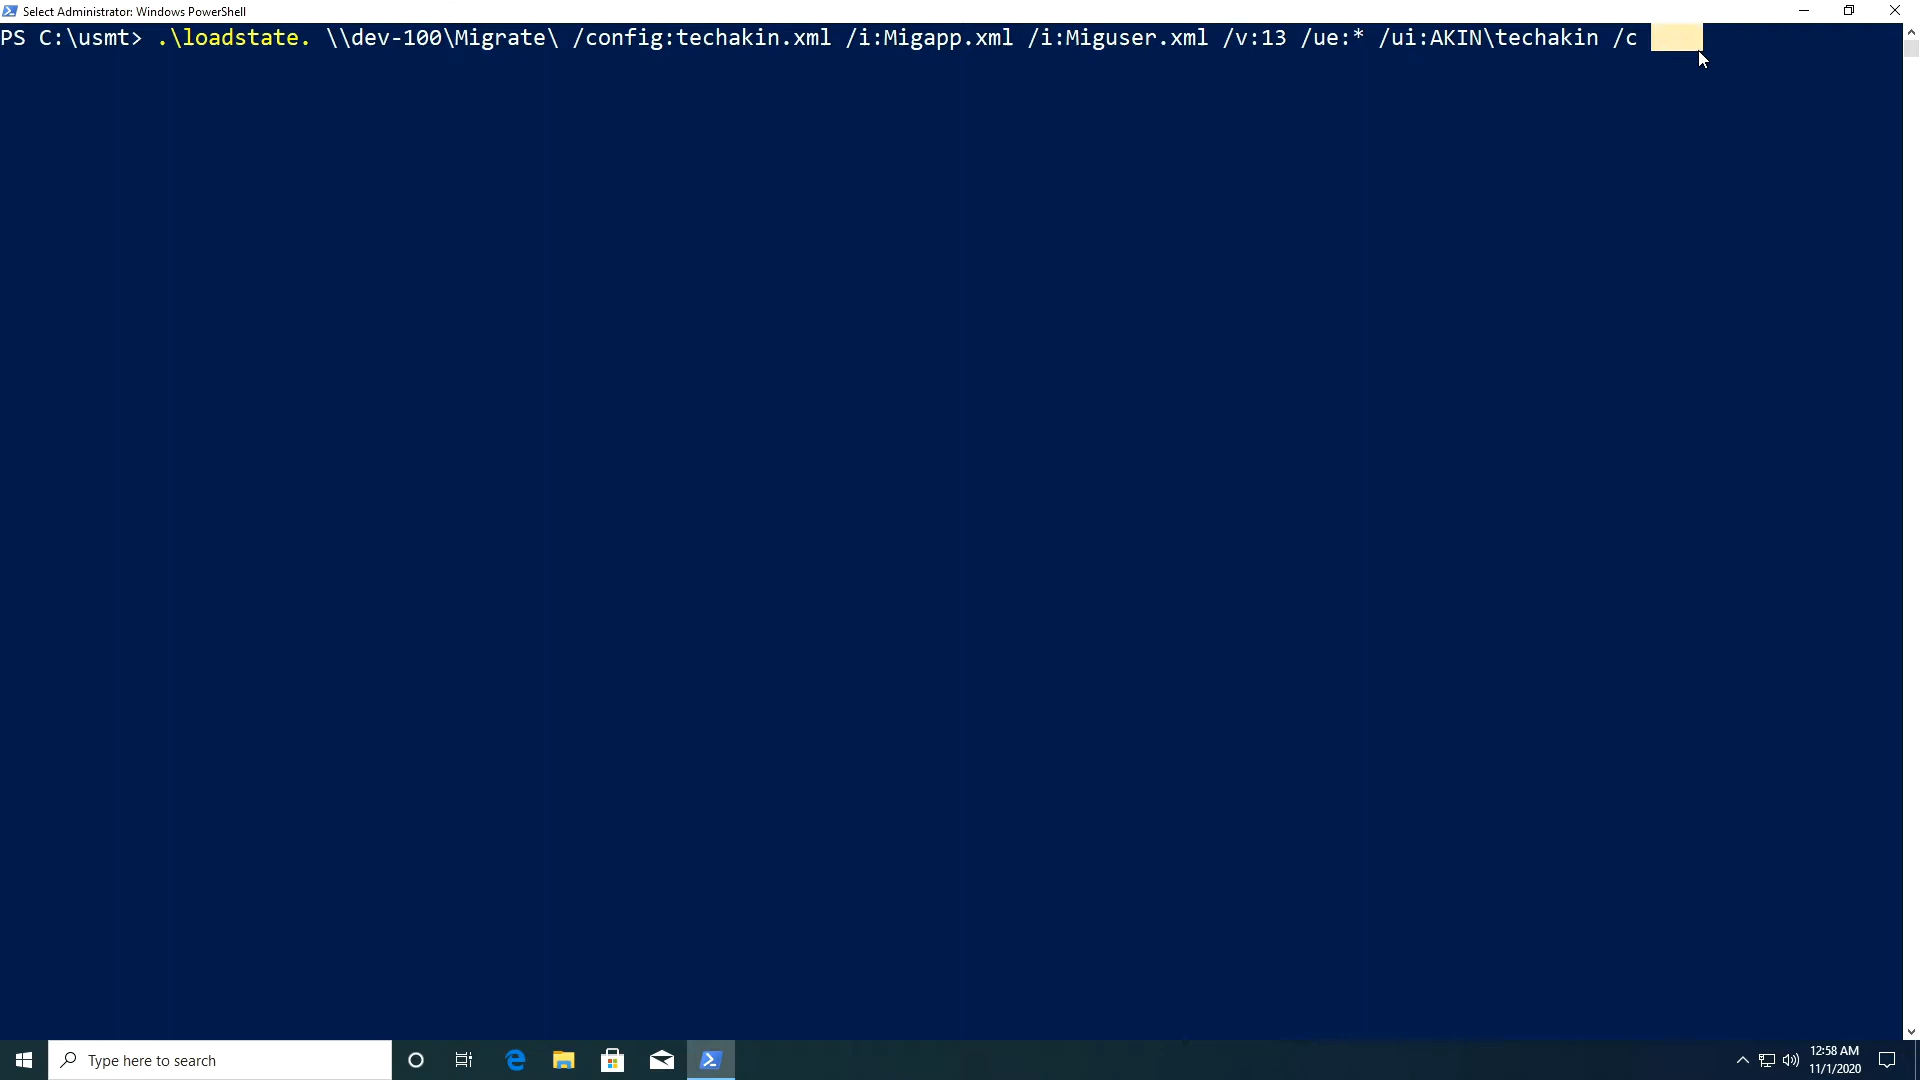 Select Administrator: Windows PowerShell
PS C:\usmt> .\loadstate. \\dev-100\Migrate\ /config:techakin.xml /i:Migapp.xml /i:Miguser.xml /v:13 /ue:* /ui:AKIN\techakin /c
Type here to search
12:58 AM
11/1/2020